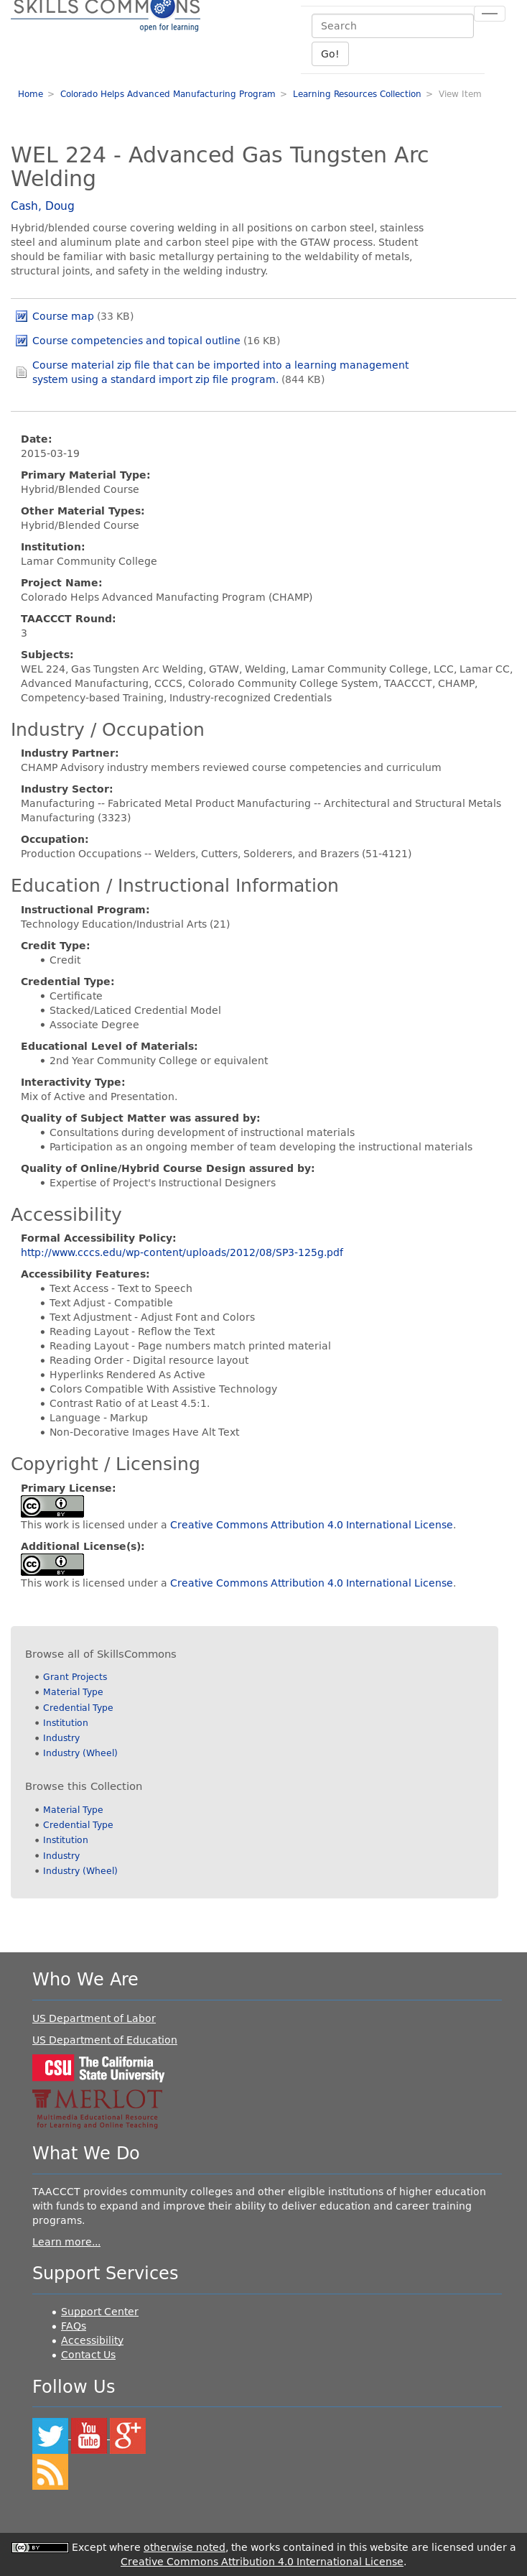 SKILLS COMMONS
open for learning
Search
Go!
Home > Colorado Helps Advanced Manufacturing Program > Learning Resources Collection > View Item
WEL 224 - Advanced Gas Tungsten Arc
Welding
Cash, Doug
Hybrid/blended course covering welding in all positions on carbon steel, stainless
steel and aluminum plate and carbon steel pipe with the GTAW process. Student
should be familiar with basic metallurgy pertaining to the weldability of metals,
structural joints, and safety in the welding industry.
Course map (33 KB)
Course competencies and topical outline (16 KB)
Course material zip file that can be imported into a learning management
system using a standard import zip file program. (844 KB)
Date:
2015-03-19
Primary Material Type:
Hybrid/Blended Course
Other Material Types:
Hybrid/Blended Course
Institution:
Lamar Community College
Project Name:
Colorado Helps Advanced Manufacting Program (CHAMP)
TAACCCT Round:
3
Subjects:
WEL 224, Gas Tungsten Arc Welding, GTAW, Welding, Lamar Community College, LCC, Lamar CC,
Advanced Manufacturing, CCCS, Colorado Community College System, TAACCCT, CHAMP,
Competency-based Training, Industry-recognized Credentials
Industry / Occupation
Industry Partner:
CHAMP Advisory industry members reviewed course competencies and curriculum
Industry Sector:
Manufacturing -- Fabricated Metal Product Manufacturing -- Architectural and Structural Metals
Manufacturing (3323)
Occupation:
Production Occupations -- Welders, Cutters, Solderers, and Brazers (51-4121)
Education / Instructional Information
Instructional Program:
Technology Education/Industrial Arts (21)
Credit Type:
Credit
Credential Type:
Certificate
Stacked/Laticed Credential Model
Associate Degree
Educational Level of Materials:
2nd Year Community College or equivalent
Interactivity Type:
Mix of Active and Presentation.
Quality of Subject Matter was assured by:
Consultations during development of instructional materials
Participation as an ongoing member of team developing the instructional materials
Quality of Online/Hybrid Course Design assured by:
Expertise of Project's Instructional Designers
Accessibility
Formal Accessibility Policy:
http://www.cccs.edu/wp-content/uploads/2012/08/SP3-125g.pdf
Accessibility Features:
Text Access - Text to Speech
Text Adjust - Compatible
Text Adjustment - Adjust Font and Colors
Reading Layout - Reflow the Text
Reading Layout - Page numbers match printed material
Reading Order - Digital resource layout
Hyperlinks Rendered As Active
Colors Compatible With Assistive Technology
Contrast Ratio of at Least 4.5:1.
Language - Markup
Non-Decorative Images Have Alt Text
Copyright / Licensing
Primary License:
cc BY
This work is licensed under a Creative Commons Attribution 4.0 International License.
Additional License(s):
cc BY
This work is licensed under a Creative Commons Attribution 4.0 International License.
Browse all of SkillsCommons
Grant Projects
Material Type
Credential Type
Institution
Industry
Industry (Wheel)
Browse this Collection
Material Type
Credential Type
Institution
Industry
Industry (Wheel)
Who We Are
US Department of Labor
US Department of Education
CSU The California
State University
MERLOT
Multimedia Educational Resource
for Learning and Online Teaching
What We Do
TAACCCT provides community colleges and other eligible institutions of higher education
with funds to expand and improve their ability to deliver education and career training
programs.
Learn more...
Support Services
Support Center
FAQs
Accessibility
Contact Us
Follow Us
You Tube g+
cc BY Except where otherwise noted, the works contained in this website are licensed under a
Creative Commons Attribution 4.0 International License.